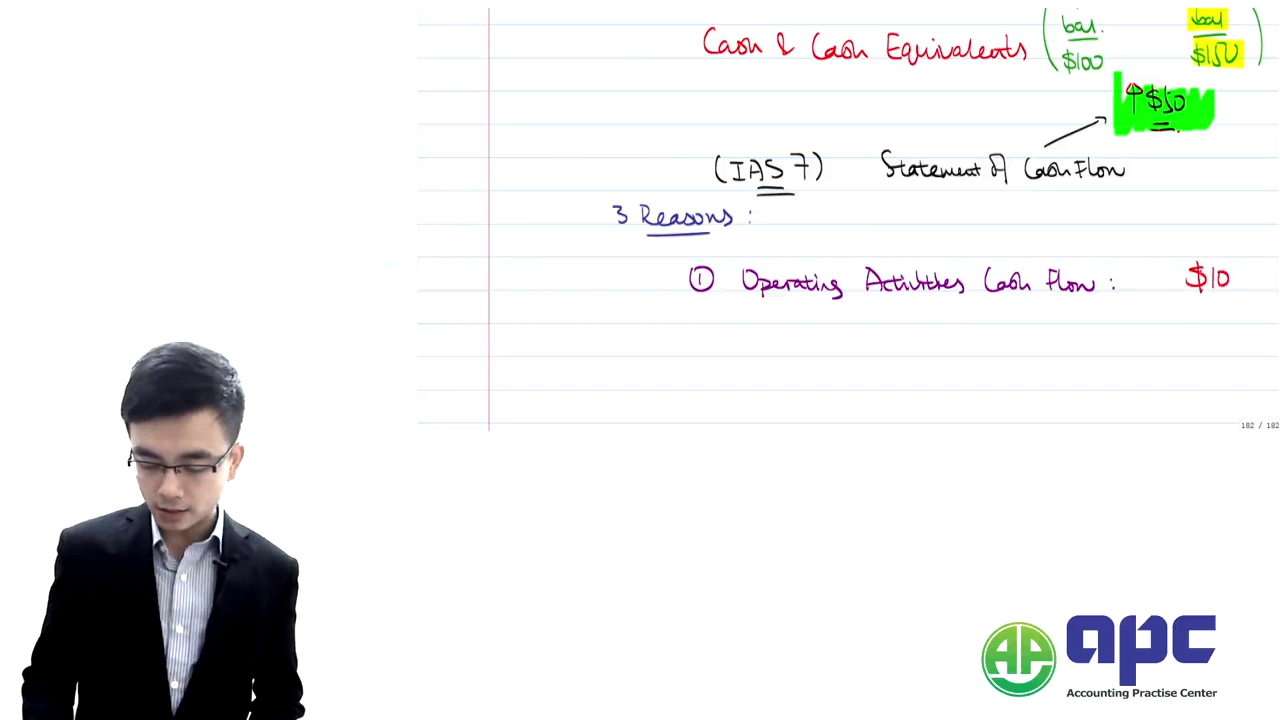 bal. bal
Cash & Cash Equivalents
$100 $150
↑ $50
(IAS 7) Statement of Cash Flow
3 Reasons :
① Operating Activities Cash Flow : $10
182 / 182
AP
apc
Accounting Practise Center